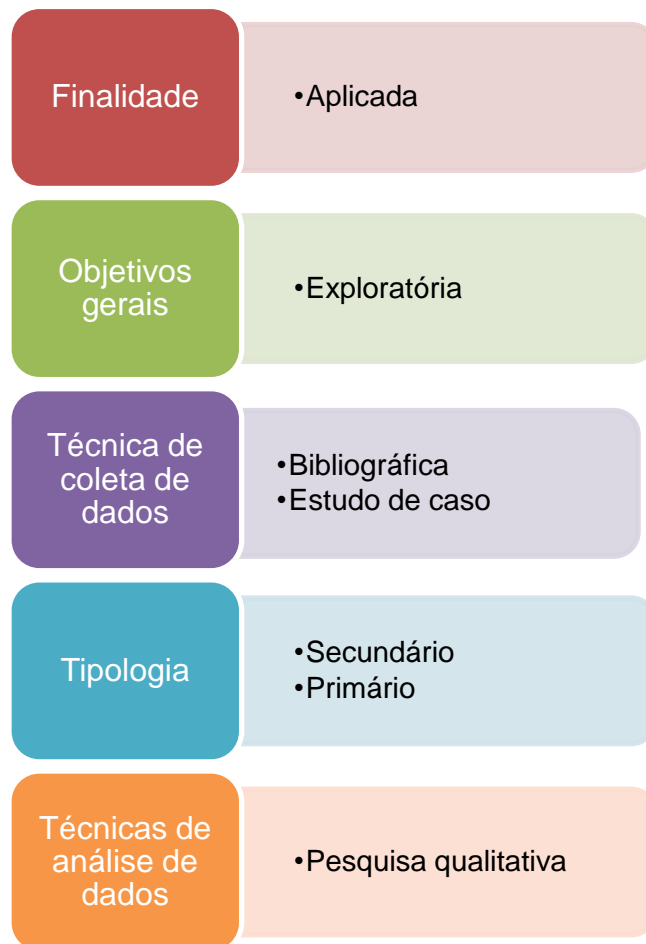 Finalidade
•Aplicada
Objetivos
gerais
•Exploratória
Técnica de
coleta de
dados
•Bibliográfica
•Estudo de caso
Tipologia
•Secundário
•Primário
Técnicas de
análise de
dados
•Pesquisa qualitativa